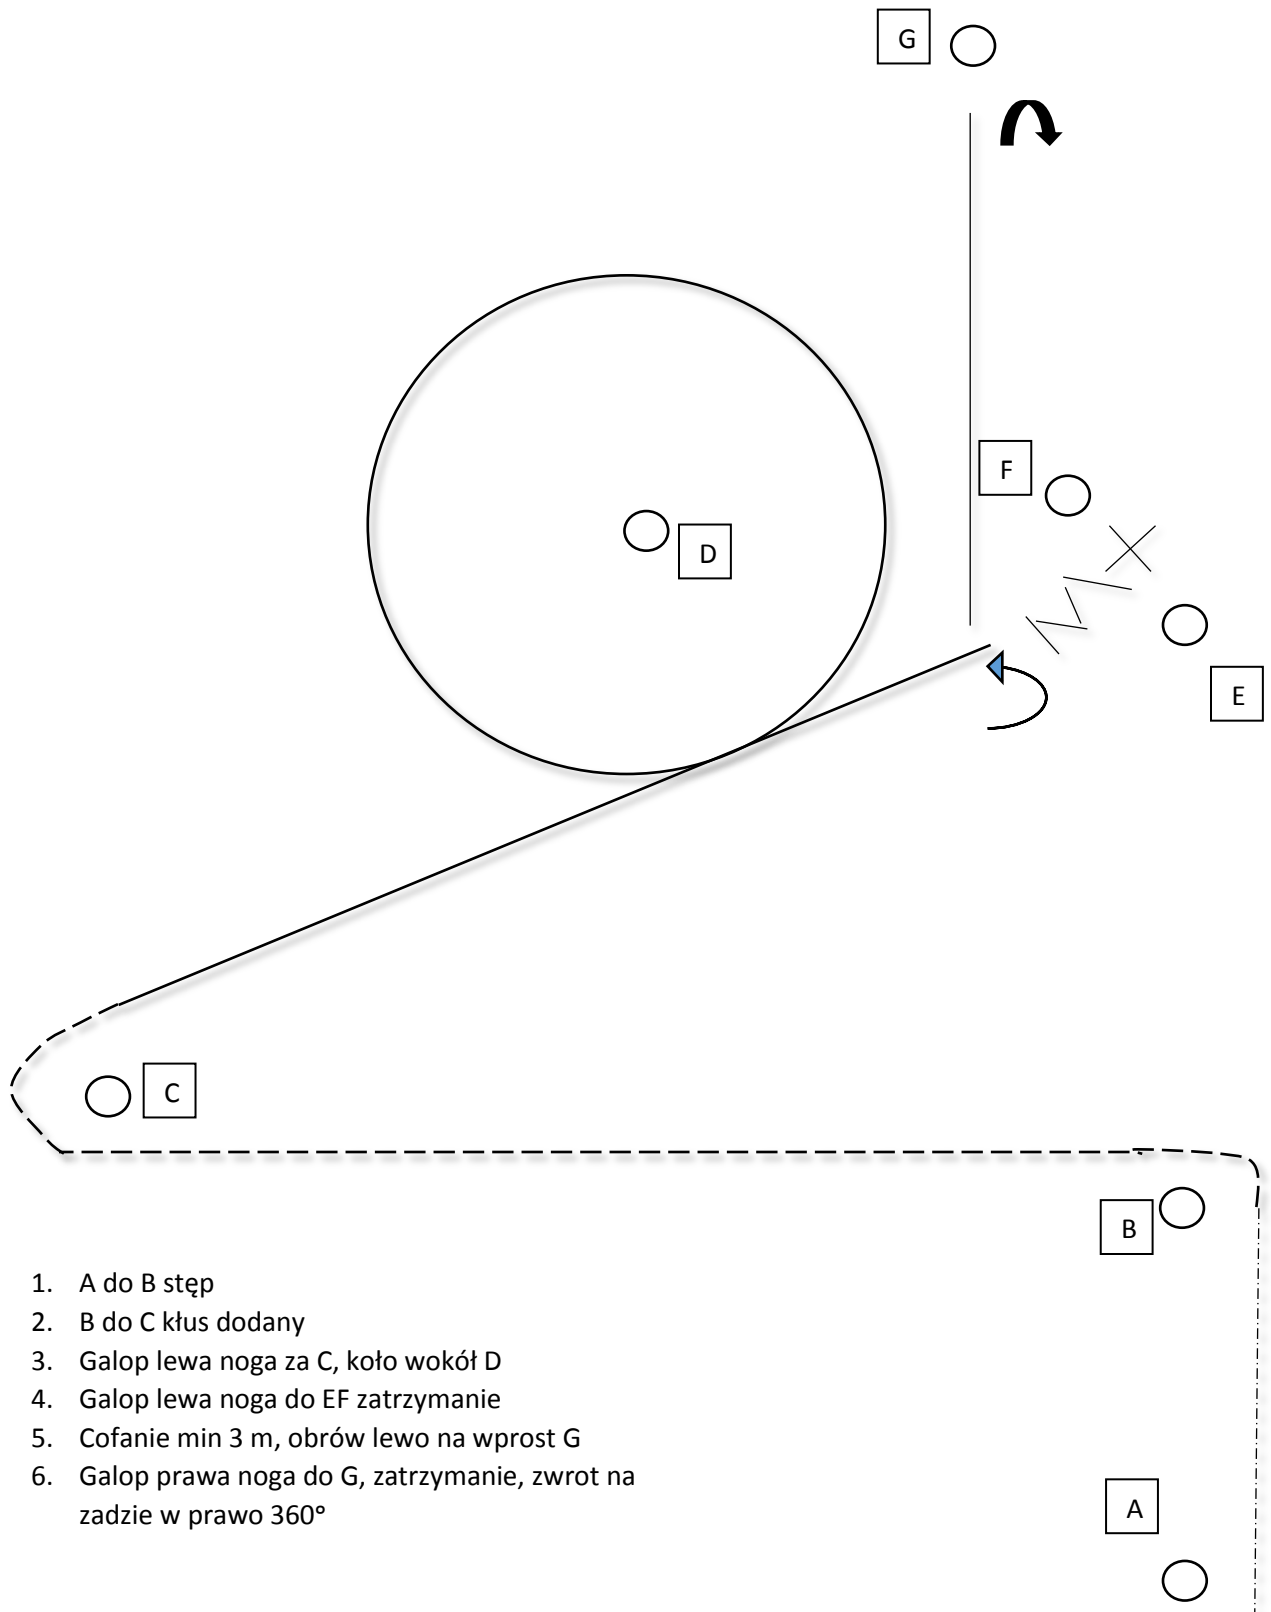 G
F
D
E
C
B
1. A do B stęp
2. B do C kłus dodany
3. Galop lewa noga za C, koło wokół D
4. Galop lewa noga do EF zatrzymanie
5. Cofanie min 3 m, obrów lewo na wprost G
6. Galop prawa noga do G, zatrzymanie, zwrot na
zadzie w prawo 360°
A